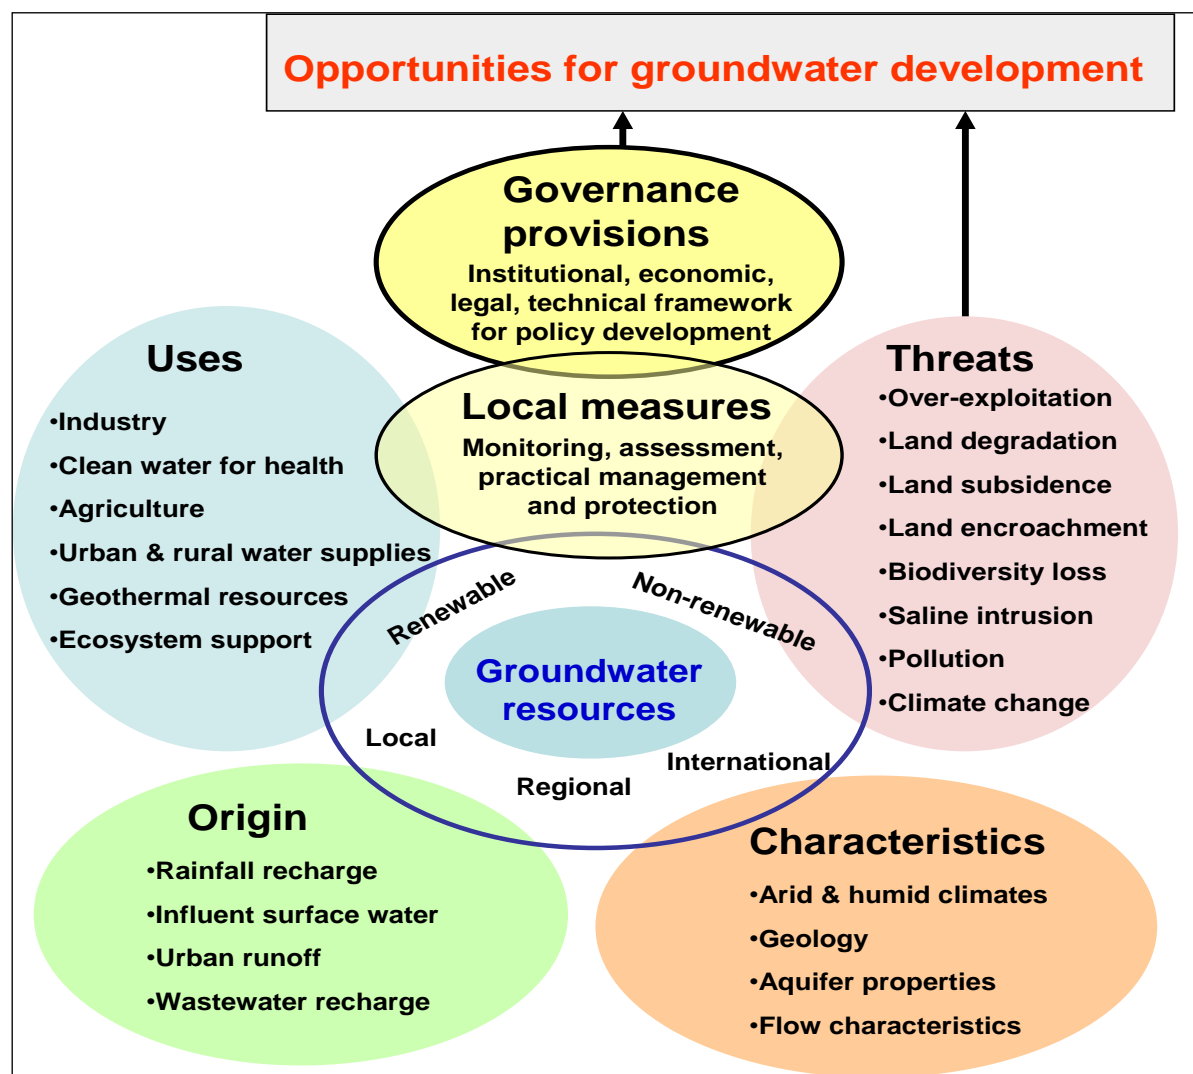 Opportunities for groundwater development
Governance
provisions
Institutional, economic,
legal, technical framework
for policy development
Uses
•Industry
•Clean water for health
•Agriculture
•Urban & rural water supplies
•Geothermal resources
•Ecosystem support
Local measures
Monitoring, assessment,
practical management
and protection
Threats
•Over-exploitation
•Land degradation
•Land subsidence
•Land encroachment
•Biodiversity loss
•Saline intrusion
•Pollution
•Climate change
Renewable
Non-renewable
Groundwater
resources
Local
Regional
International
Origin
•Rainfall recharge
•Influent surface water
•Urban runoff
•Wastewater recharge
Characteristics
•Arid & humid climates
•Geology
•Aquifer properties
•Flow characteristics